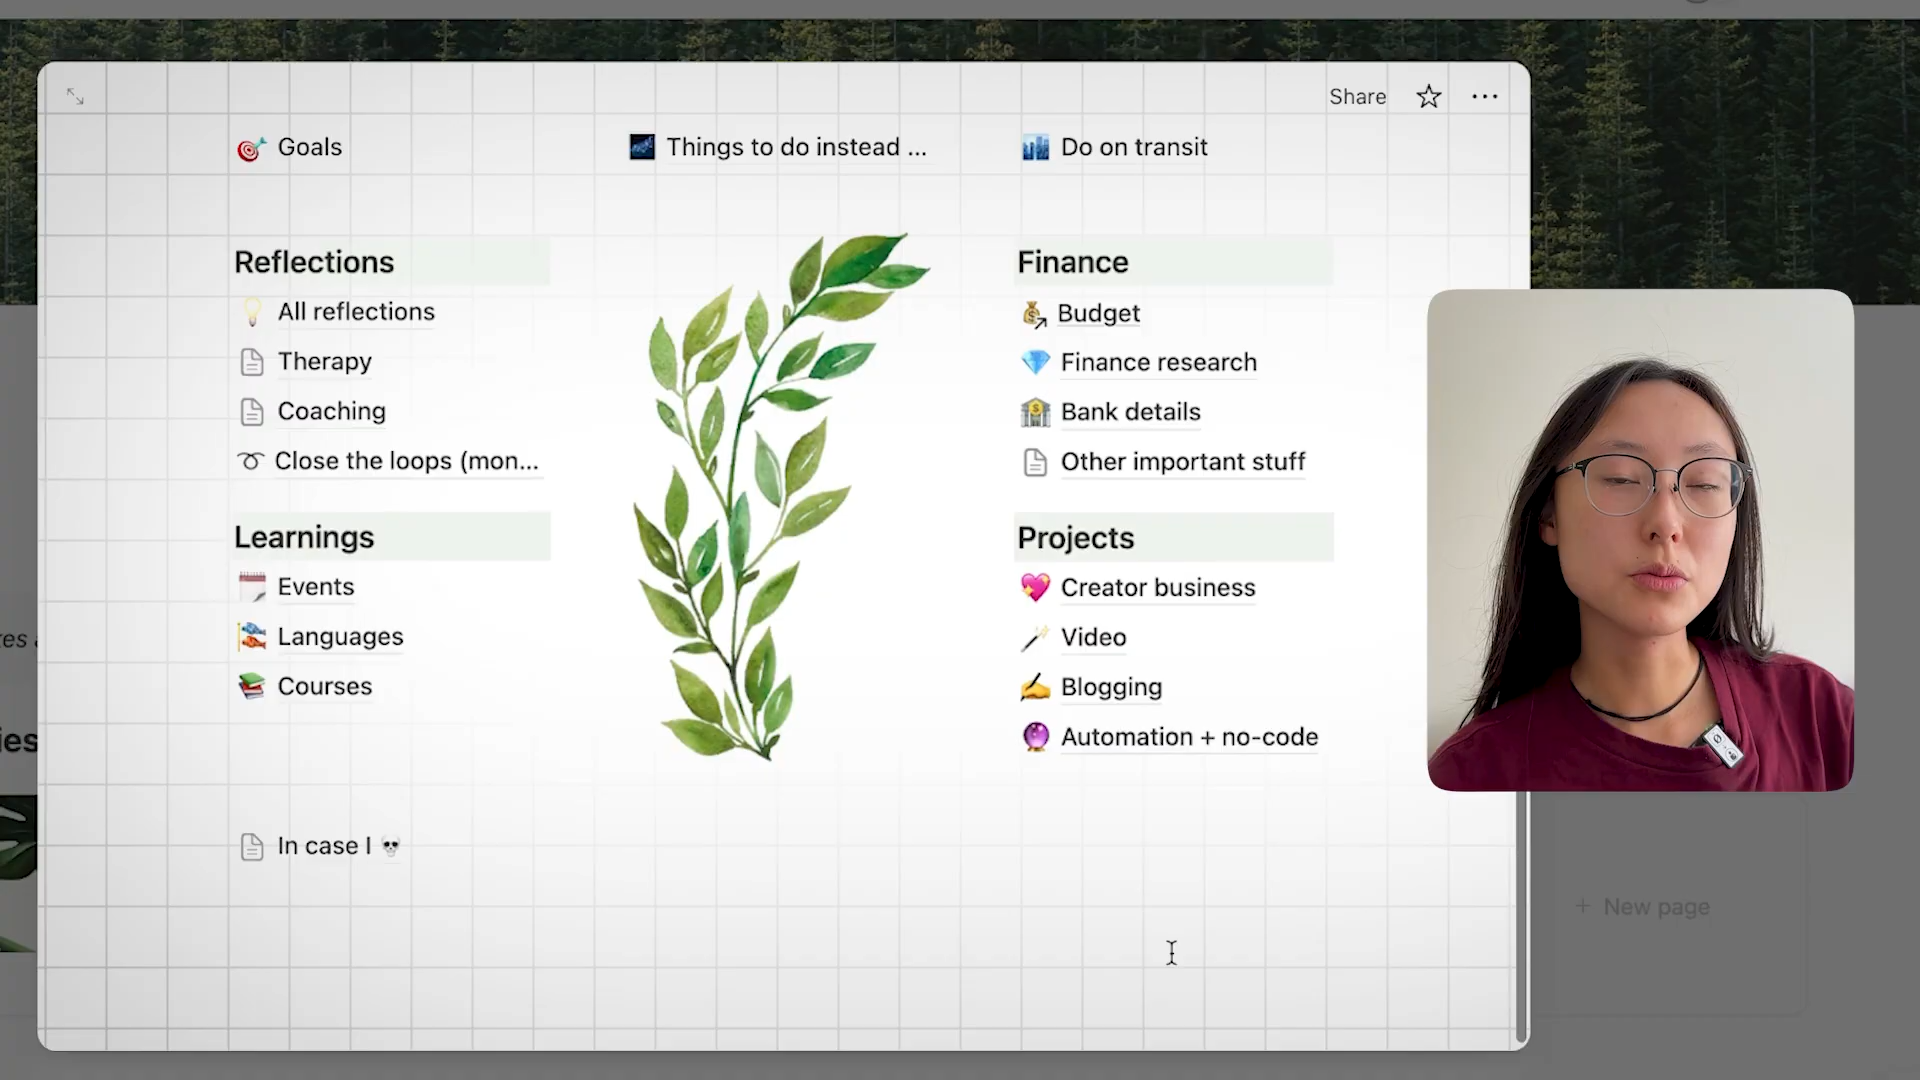 Share
Goals
Things to do instead ...
Do on transit
Reflections
All reflections
Therapy
Coaching
Close the loops (mon...
Learnings
Events
Languages
Courses
In case I 💀
Finance
Budget
Finance research
Bank details
Other important stuff
Projects
Creator business
Video
Blogging
Automation + no-code
+ New page